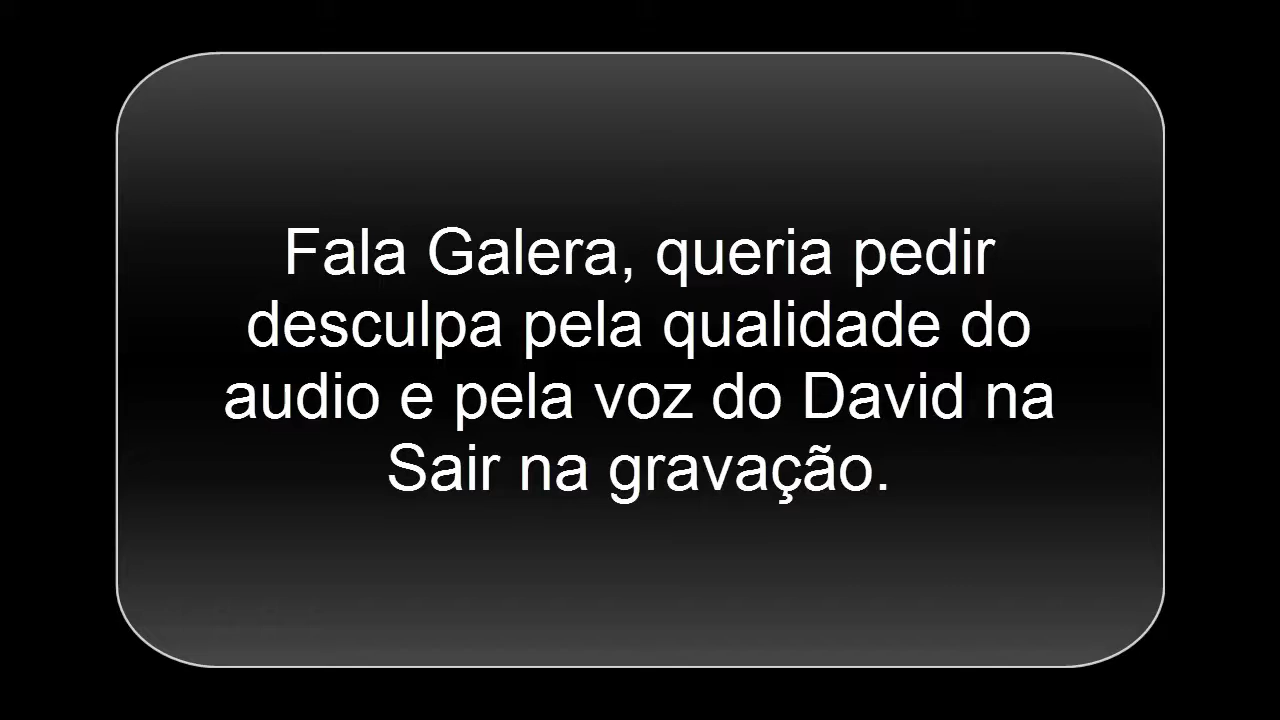 Fala Galera, queria pedir
desculpa pela qualidade do
audio e pela voz do David na
Sair na gravação.